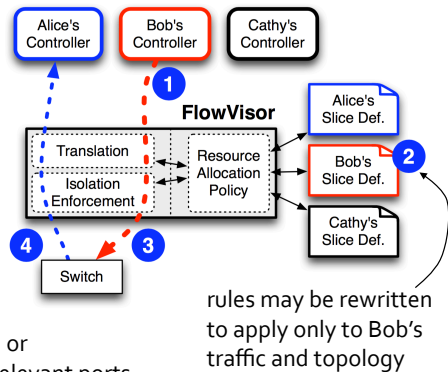 Alice's
Controller
Bob's
Controller
Cathy's
Controller
1
FlowVisor
Translation
Isolation
Enforcement
Resource
Allocation
Policy
Alice's
Slice Def.
Bob's
Slice Def.
2
Cathy's
Slice Def.
4
3
Switch
rules may be rewritten
to apply only to Bob's
traffic and topology
or
ports